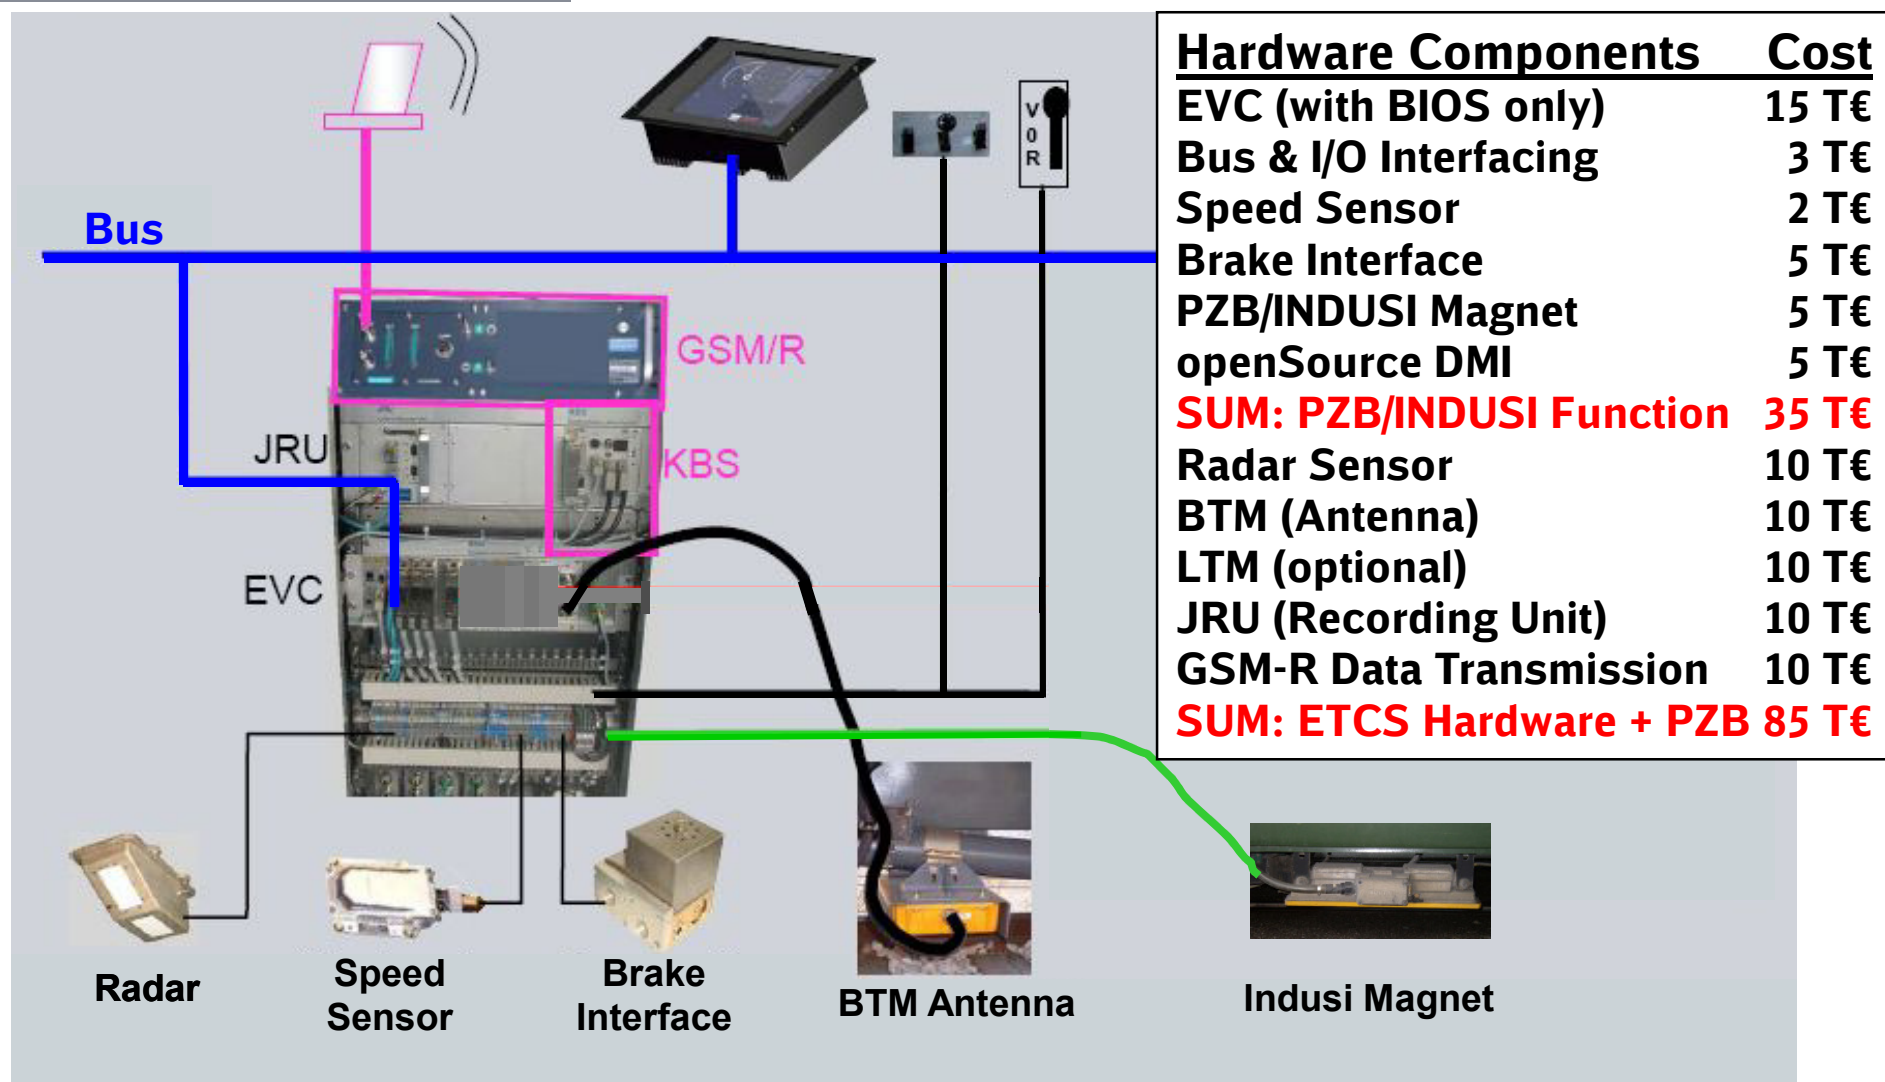 Hardware Components Cost
EVC (with BIOS only) 15 T€
Bus & I/O Interfacing 3 T€
Speed Sensor 2 T€
Brake Interface 5 T€
PZB/INDUSI Magnet 5 T€
openSource DMI 5 T€
SUM: PZB/INDUSI Function 35 T€
Radar Sensor 10 T€
BTM (Antenna) 10 T€
LTM (optional) 10 T€
JRU (Recording Unit) 10 T€
GSM-R Data Transmission 10 T€
SUM: ETCS Hardware + PZB 85 T€
V
0
R
Bus
GSM/R
JRU
KBS
EVC
Radar
Speed
Sensor
Brake
Interface
BTM Antenna
Indusi Magnet